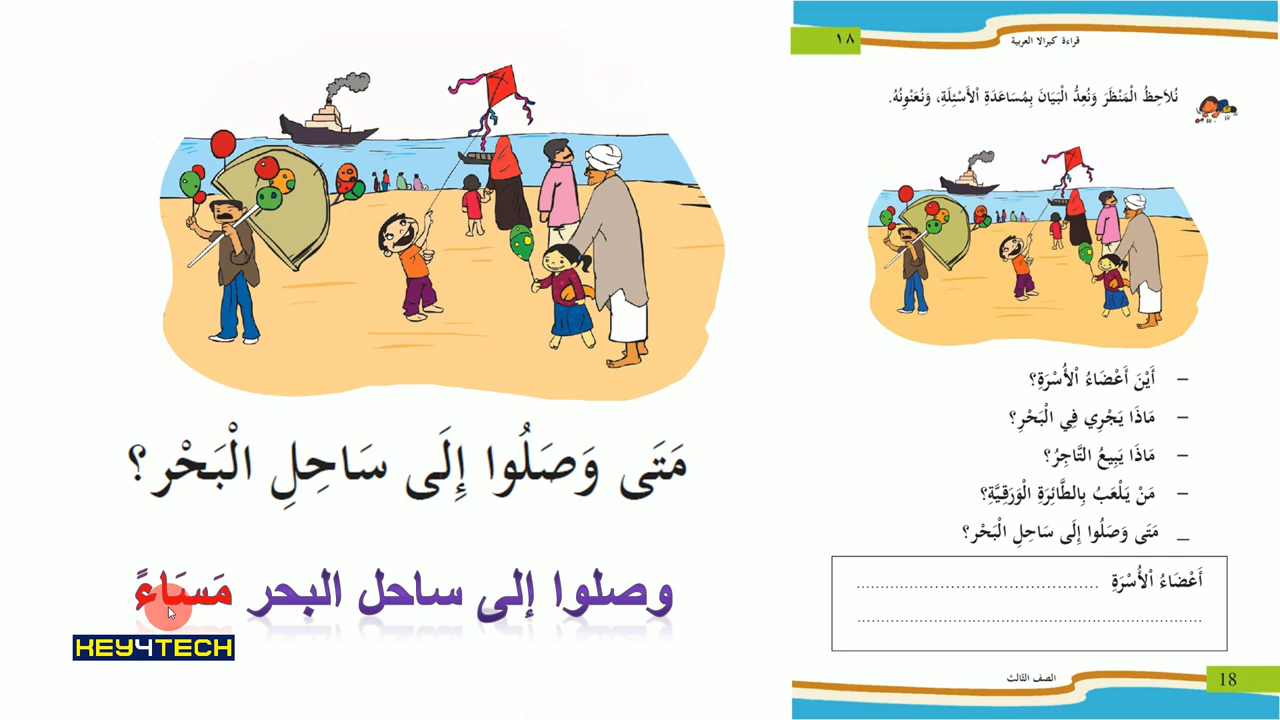 مَتَى وَصَلُوا إِلَى سَاحِلِ الْبَحْرِ؟
وصلوا إلى ساحل البحر مَسَاءً
KEY4TECH
١٨
قراءة كيرالا العربية
نُلاَحِظُ الْمَنْظَرَ وَنُعِدُّ الْبَيَانَ بِمُسَاعَدَةِ الْأَسْئِلَةِ، وَنُعَنْوِنُهُ.
– أَيْنَ أَعْضَاءُ الْأُسْرَةِ؟
– مَاذَا يَجْرِي فِي الْبَحْرِ؟
– مَاذَا يَبِيعُ التَّاجِرُ؟
– مَنْ يَلْعَبُ بِالطَّائِرَةِ الْوَرَقِيَّةِ؟
_ مَتَى وَصَلُوا إِلَى سَاحِلِ الْبَحْر؟
أَعْضَاءُ الْأُسْرَةِ ............................................
................................................................
الصف الثالث
18